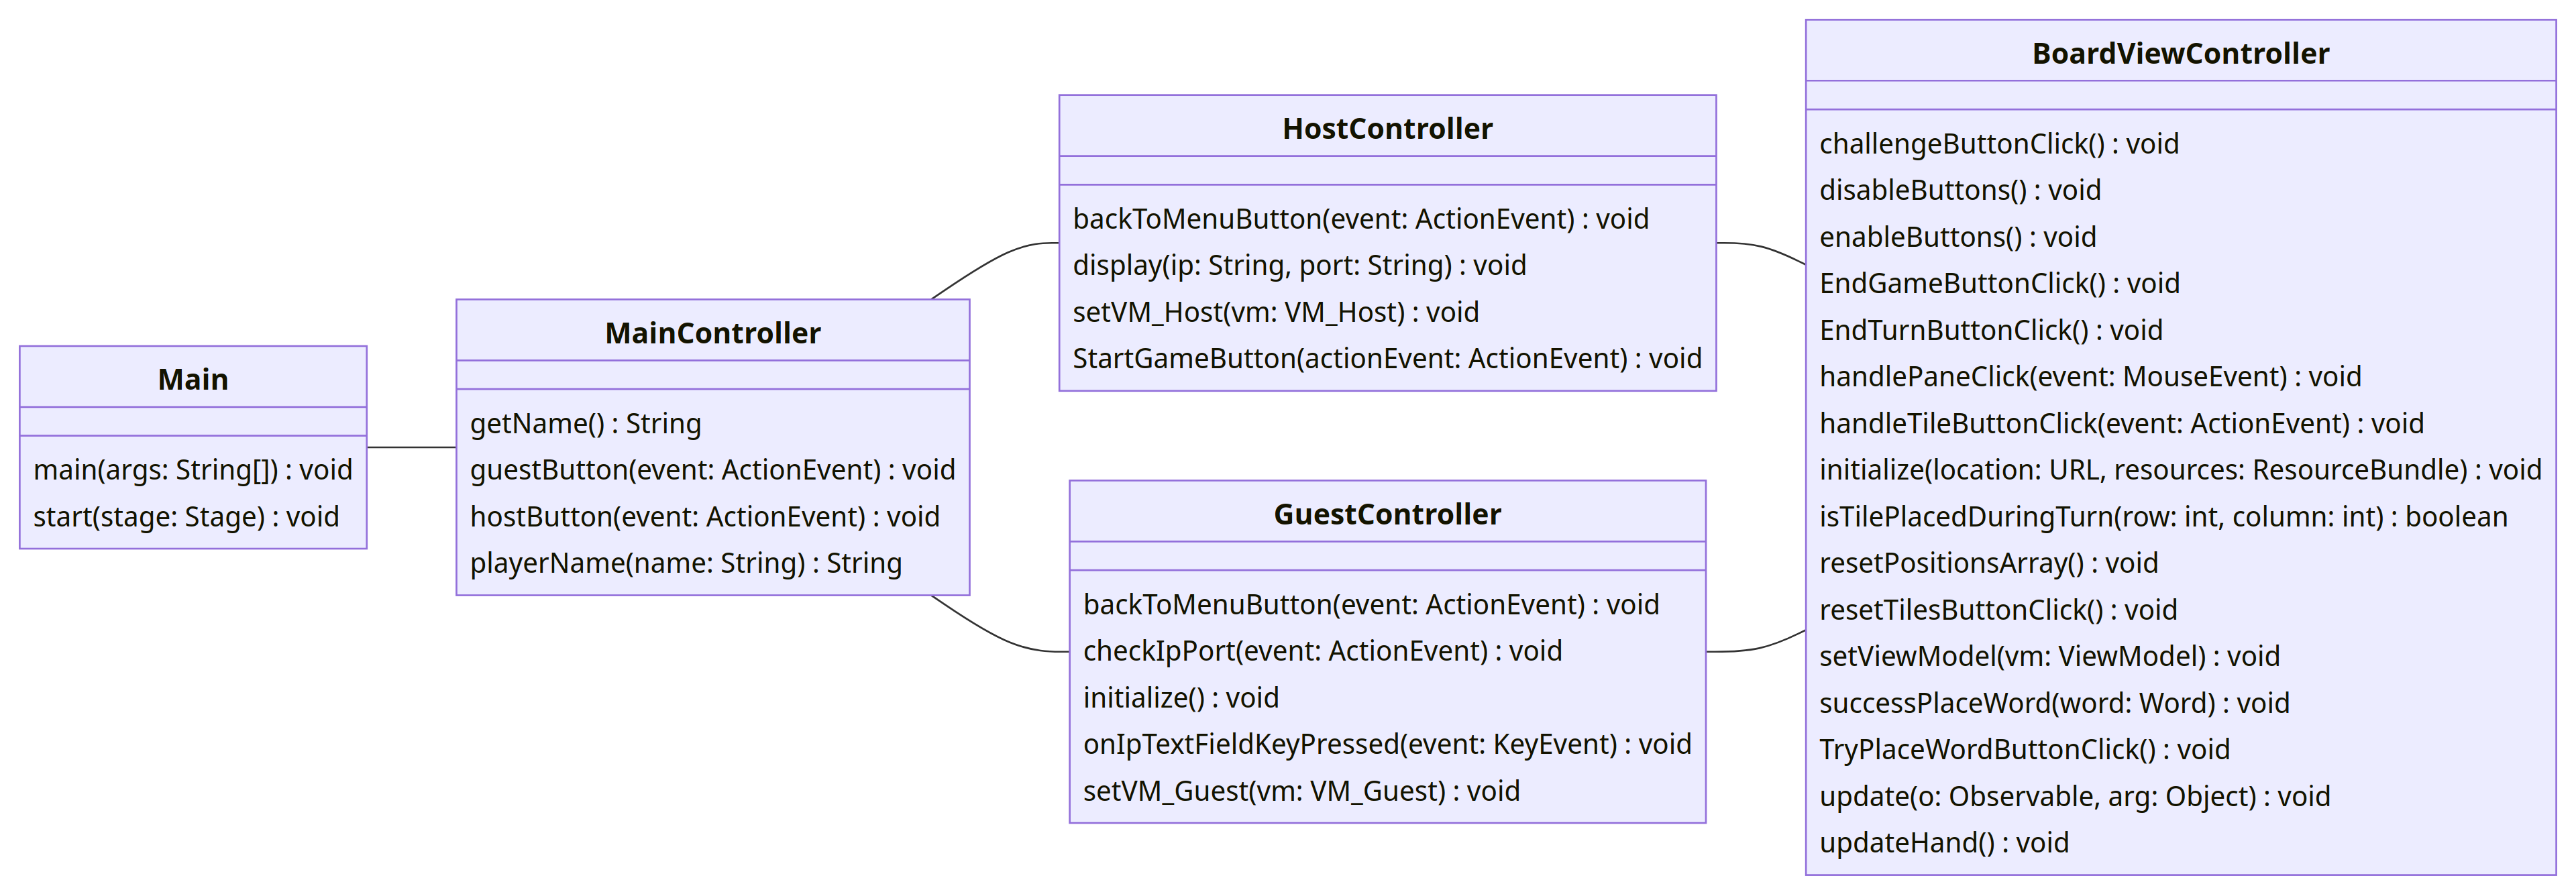 Main
main(args: String[]) : void
start(stage: Stage) : void
MainController
getName() : String
guestButton(event: ActionEvent) : void
hostButton(event: ActionEvent) : void
playerName(name: String) : String
HostController
backToMenuButton(event: ActionEvent) : void
display(ip: String, port: String) : void
setVM_Host(vm: VM_Host) : void
StartGameButton(actionEvent: ActionEvent) : void
GuestController
backToMenuButton(event: ActionEvent) : void
checkIpPort(event: ActionEvent) : void
initialize() : void
onIpTextFieldKeyPressed(event: KeyEvent) : void
setVM_Guest(vm: VM_Guest) : void
BoardViewController
challengeButtonClick() : void
disableButtons() : void
enableButtons() : void
EndGameButtonClick() : void
EndTurnButtonClick() : void
handlePaneClick(event: MouseEvent) : void
handleTileButtonClick(event: ActionEvent) : void
initialize(location: URL, resources: ResourceBundle) : void
isTilePlacedDuringTurn(row: int, column: int) : boolean
resetPositionsArray() : void
resetTilesButtonClick() : void
setViewModel(vm: ViewModel) : void
successPlaceWord(word: Word) : void
TryPlaceWordButtonClick() : void
update(o: Observable, arg: Object) : void
updateHand() : void